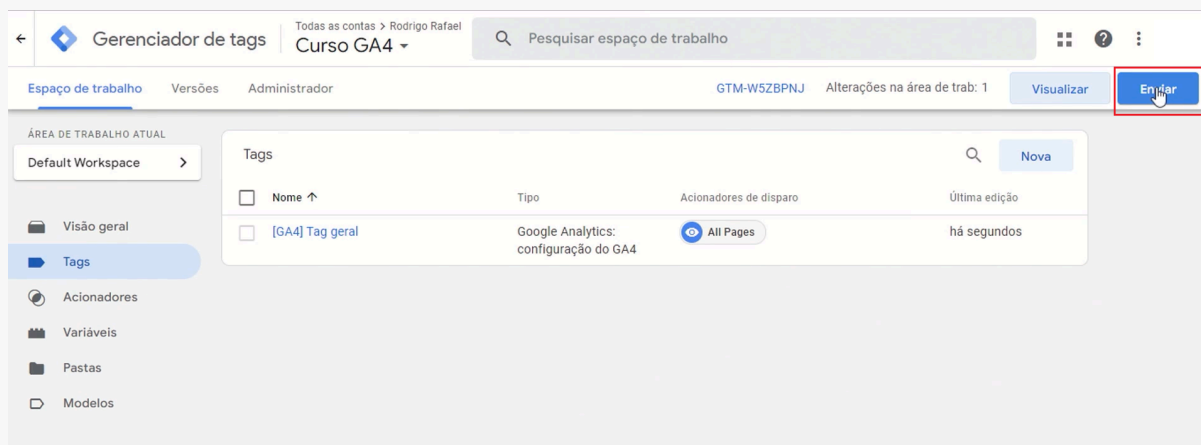 Todas as contas > Rodrigo Rafael
Gerenciador de tags
Curso GA4
Pesquisar espaço de trabalho
Espaço de trabalho Versões Administrador GTM-W5ZBPNJ Alterações na área de trab: 1 Visualizar Enviar
ÁREA DE TRABALHO ATUAL
Default Workspace
Tags Nova
Nome Tipo Acionadores de disparo Última edição
[GA4] Tag geral Google Analytics: configuração do GA4 All Pages há segundos
Visão geral
Tags
Acionadores
Variáveis
Pastas
Modelos